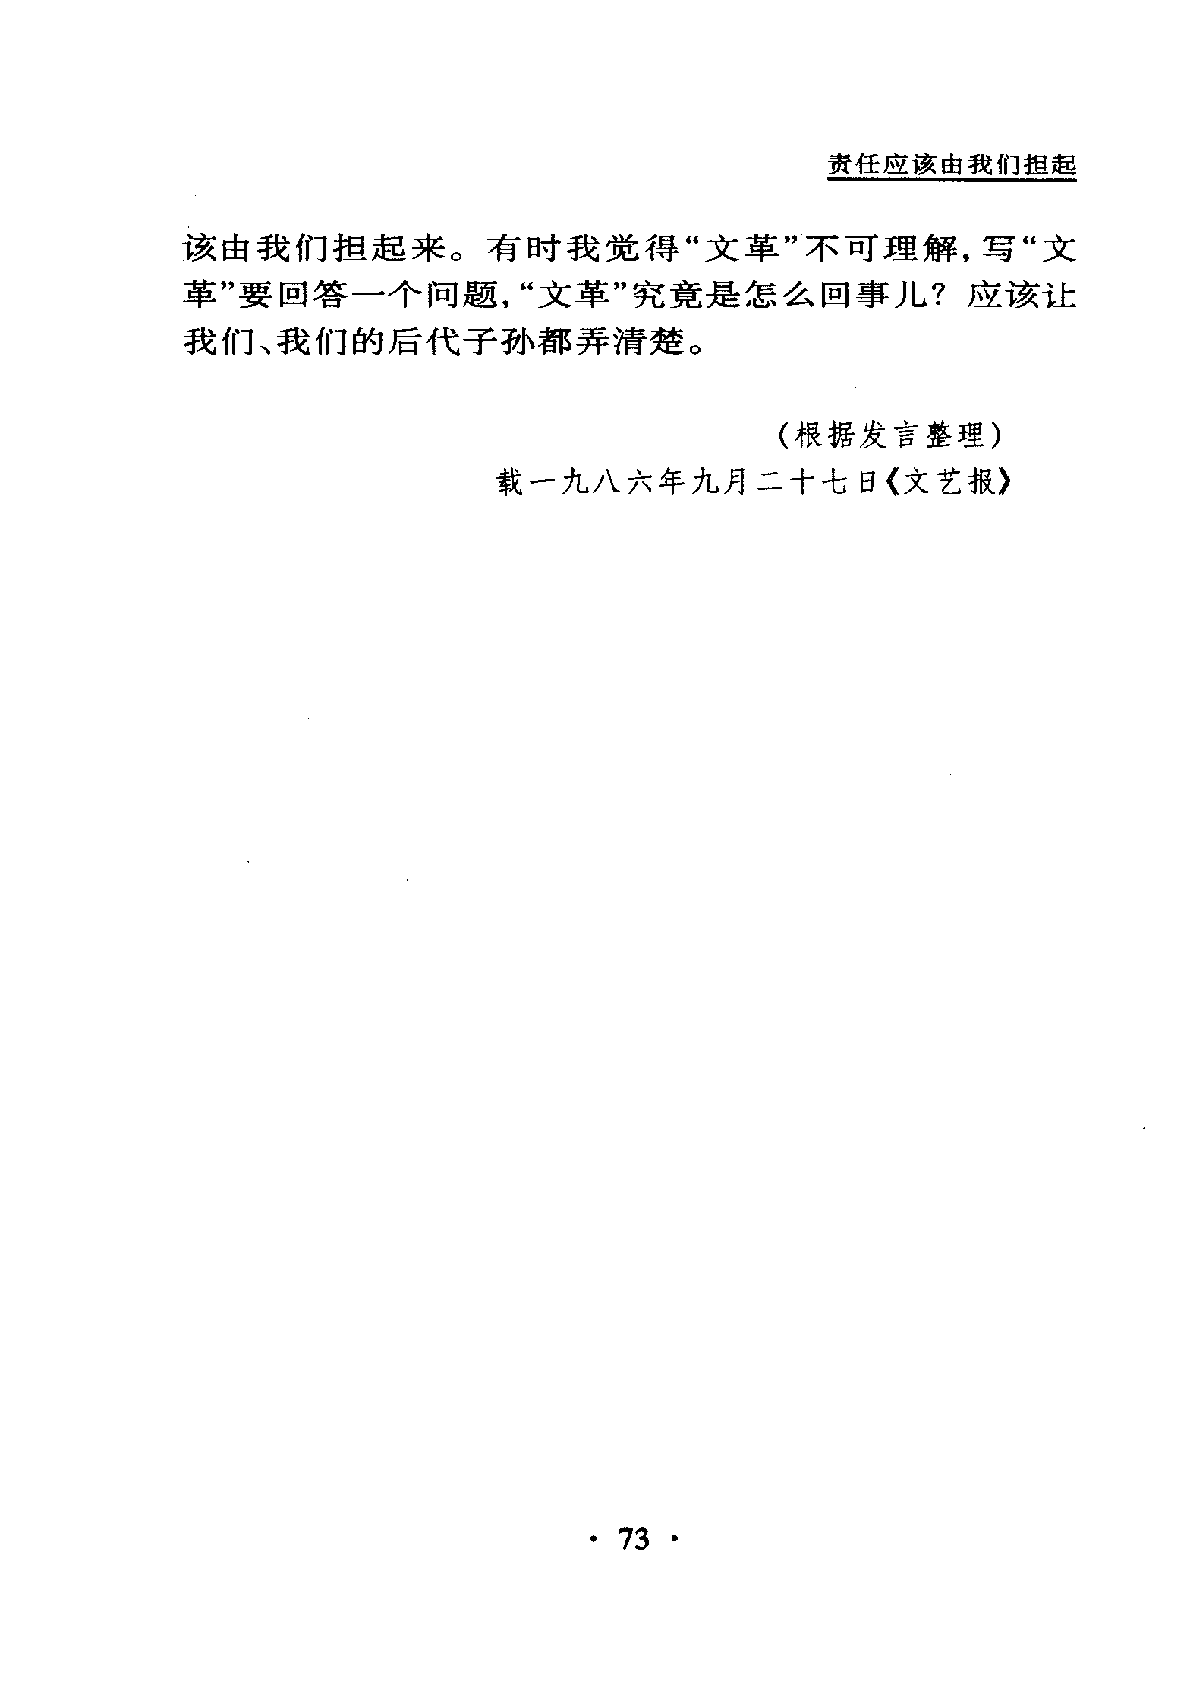 责任应该由我们担起
该由我们担起来。有时我觉得“文革”不可理解,写“文
革”要回答一个问题,“文革”究竟是怎么回事儿？应该让
我们、我们的后代子孙都弄清楚。
(根据发言整理)
载一九八六年九月二十七日《文艺报》
· 73 ·